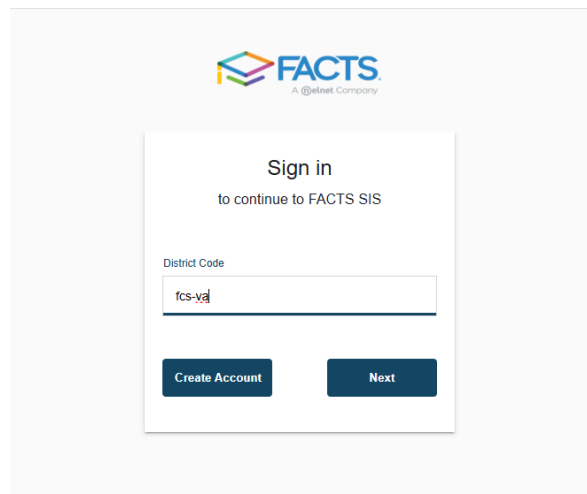 FACTS.
A nelnet Company
Sign in
to continue to FACTS SIS
District Code
fcs-va
Create Account
Next